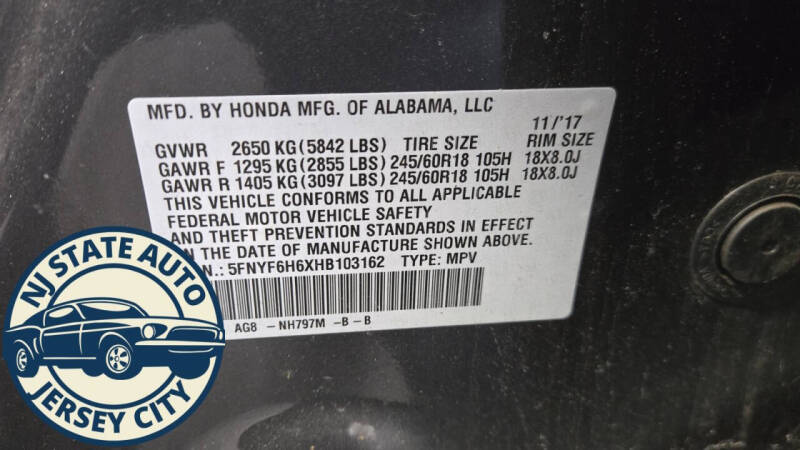 MFD. BY HONDA MFG. OF ALABAMA, LLC
11/'17
GVWR 2650 KG (5842 LBS) TIRE SIZE RIM SIZE
GAWR F 1295 KG (2855 LBS) 245/60R18 105H 18X8.0J
GAWR R 1405 KG (3097 LBS) 245/60R18 105H 18X8.0J
THIS VEHICLE CONFORMS TO ALL APPLICABLE
FEDERAL MOTOR VEHICLE SAFETY
AND THEFT PREVENTION STANDARDS IN EFFECT
ON THE DATE OF MANUFACTURE SHOWN ABOVE.
N.: 5FNYF6H6XHB103162 TYPE: MPV
AG8 - NH797M - B - B
NJ STATE AUTO
JERSEY CITY